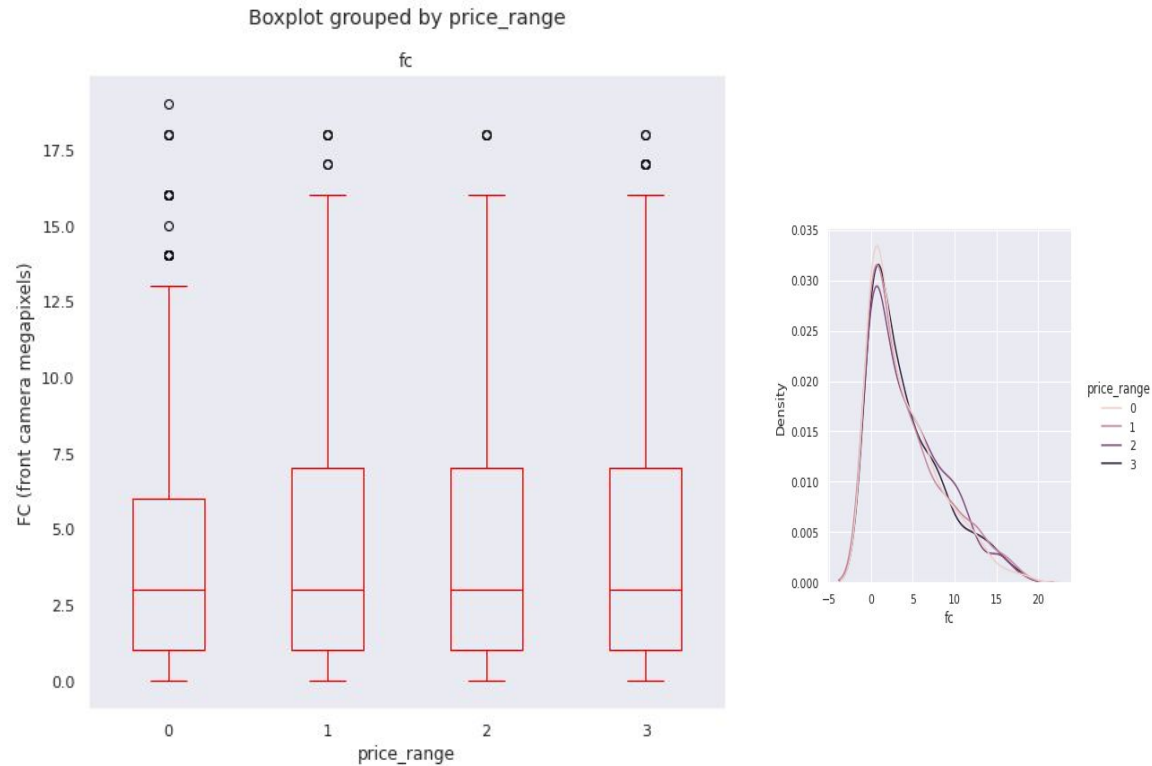 Boxplot grouped by price_range
fc
FC (front camera megapixels)
17.5
15.0
12.5
10.0
7.5
5.0
2.5
0.0
0 1 2 3
price_range
Density
0.035
0.030
0.025
0.020
0.015
0.010
0.005
0.000
−5 0 5 10 15 20
fc
price_range
0
1
2
3